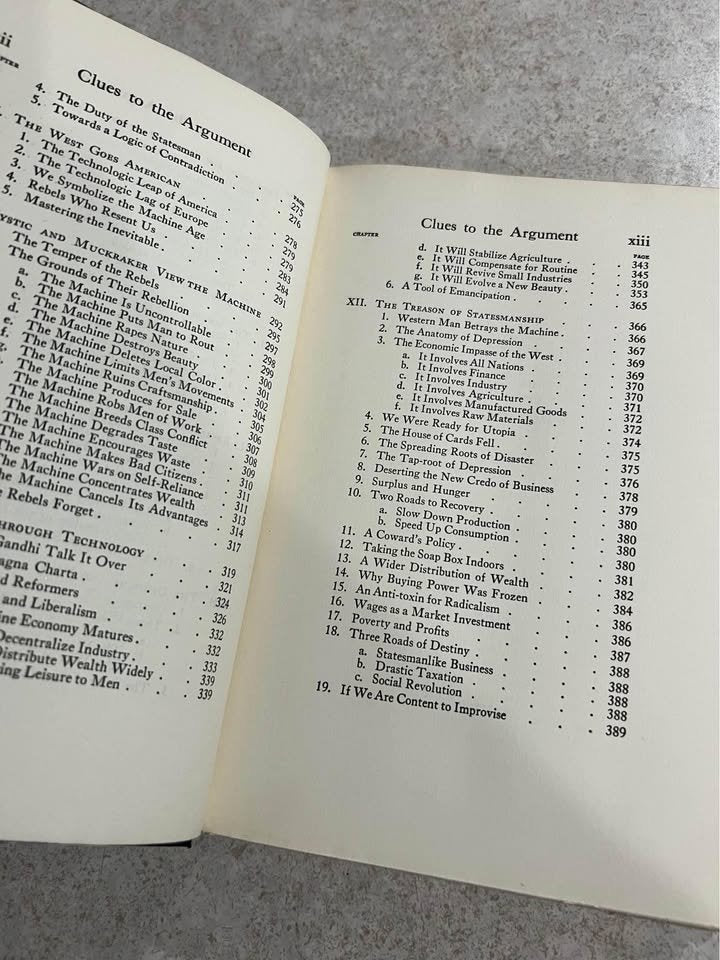 ii
Clues to the Argument
PAGE
4. The Duty of the Statesman . . . 275
5. Towards a Logic of Contradiction . . . 276
THE WEST GOES AMERICAN . . . 278
1. The Technologic Leap of America . . . 279
2. The Technologic Lag of Europe . . . 279
3. We Symbolize the Machine Age . . . 283
4. Rebels Who Resent Us . . . 284
5. Mastering the Inevitable . . . 291
YSTIC AND MUCKRAKER VIEW THE MACHINE 292
The Temper of the Rebels . . . 295
The Grounds of Their Rebellion . . . 297
a. The Machine Is Uncontrollable . . . 298
b. The Machine Puts Man to Rout . . . 299
c. The Machine Rapes Nature . . . 300
d. The Machine Destroys Beauty . . . 301
e. The Machine Deletes Local Color . . . 302
f. The Machine Limits Men's Movements 304
g. The Machine Ruins Craftsmanship . . . 305
The Machine Produces for Sale . . . 306
The Machine Robs Men of Work . . . 307
The Machine Breeds Class Conflict . . . 308
The Machine Degrades Taste . . . 309
The Machine Encourages Waste . . . 310
The Machine Makes Bad Citizens . . . 311
The Machine Wars on Self-Reliance . . . 311
The Machine Concentrates Wealth . . . 313
he Machine Cancels Its Advantages . . . 314
e Rebels Forget . . . 317
THROUGH TECHNOLOGY . . . 319
Gandhi Talk It Over . . . 321
agna Charta . . . 324
d Reformers . . . 326
and Liberalism . . . 332
ine Economy Matures . . . 332
Decentralize Industry . . . 333
Distribute Wealth Widely . . . 339
ing Leisure to Men . . . 339
Clues to the Argument xiii
CHAPTER PAGE
d. It Will Stabilize Agriculture . . . 343
e. It Will Compensate for Routine . . . 345
f. It Will Revive Small Industries . . . 350
g. It Will Evolve a New Beauty . . . 353
6. A Tool of Emancipation . . . 365
XII. THE TREASON OF STATESMANSHIP . . . 366
1. Western Man Betrays the Machine . . . 366
2. The Anatomy of Depression . . . 367
3. The Economic Impasse of the West . . . 369
a. It Involves All Nations . . . 369
b. It Involves Finance . . . 370
c. It Involves Industry . . . 370
d. It Involves Agriculture . . . 371
e. It Involves Manufactured Goods . . . 372
f. It Involves Raw Materials . . . 372
4. We Were Ready for Utopia . . . 374
5. The House of Cards Fell . . . 375
6. The Spreading Roots of Disaster . . . 375
7. The Tap-root of Depression . . . 376
8. Deserting the New Credo of Business . . . 378
9. Surplus and Hunger . . . 379
10. Two Roads to Recovery . . . 380
a. Slow Down Production . . . 380
b. Speed Up Consumption . . . 380
11. A Coward's Policy . . . 380
12. Taking the Soap Box Indoors . . . 381
13. A Wider Distribution of Wealth . . . 382
14. Why Buying Power Was Frozen . . . 384
15. An Anti-toxin for Radicalism . . . 386
16. Wages as a Market Investment . . . 386
17. Poverty and Profits . . . 387
18. Three Roads of Destiny . . . 388
a. Statesmanlike Business . . . 388
b. Drastic Taxation . . . 388
c. Social Revolution . . . 388
19. If We Are Content to Improvise . . . 389